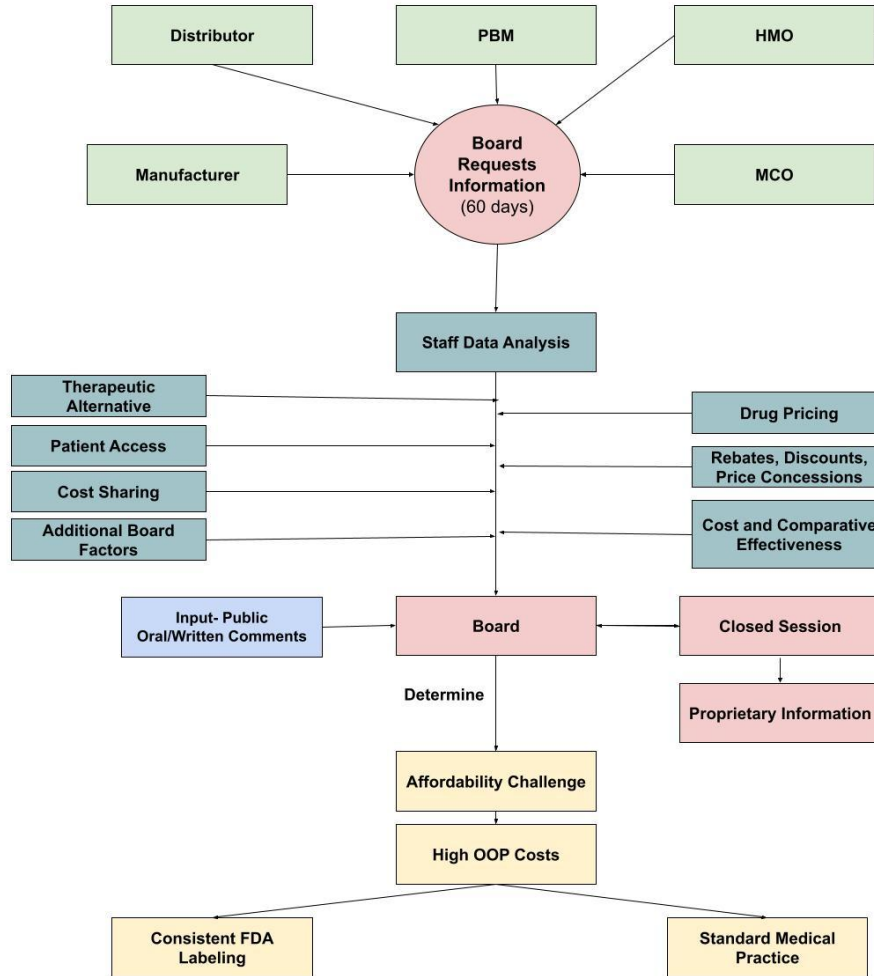 Distributor
PBM
HMO
Manufacturer
Board
Requests
Information
(60 days)
MCO
Staff Data Analysis
Therapeutic
Alternative
Drug Pricing
Patient Access
Rebates, Discounts,
Price Concessions
Cost Sharing
Additional Board
Factors
Cost and Comparative
Effectiveness
Input- Public
Oral/Written Comments
Board
Closed Session
Determine
Proprietary Information
Affordability Challenge
High OOP Costs
Consistent FDA
Labeling
Standard Medical
Practice